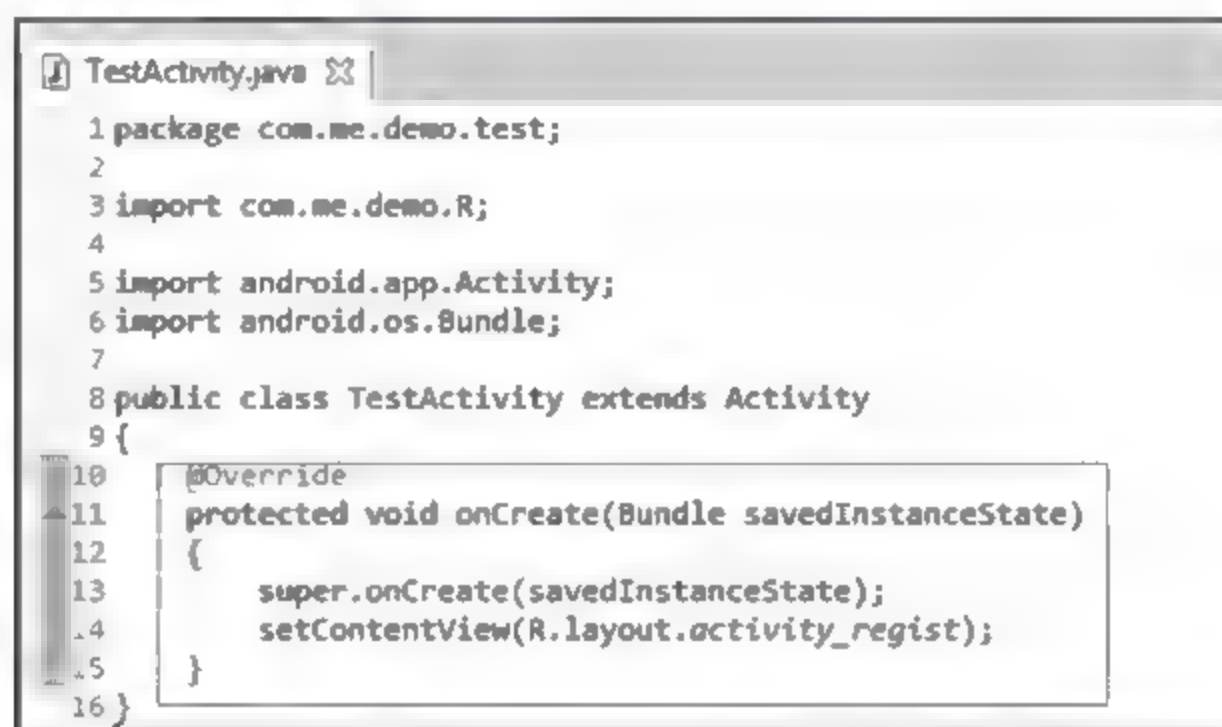 TestActivity.java
1 package com.me.demo.test;
2
3 import com.me.demo.R;
4
5 import android.app.Activity;
6 import android.os.Bundle;
7
8 public class TestActivity extends Activity
9 {
10 @Override
11 protected void onCreate(Bundle savedInstanceState)
12 {
13 super.onCreate(savedInstanceState);
14 setContentView(R.layout.activity_regist);
15 }
16 }